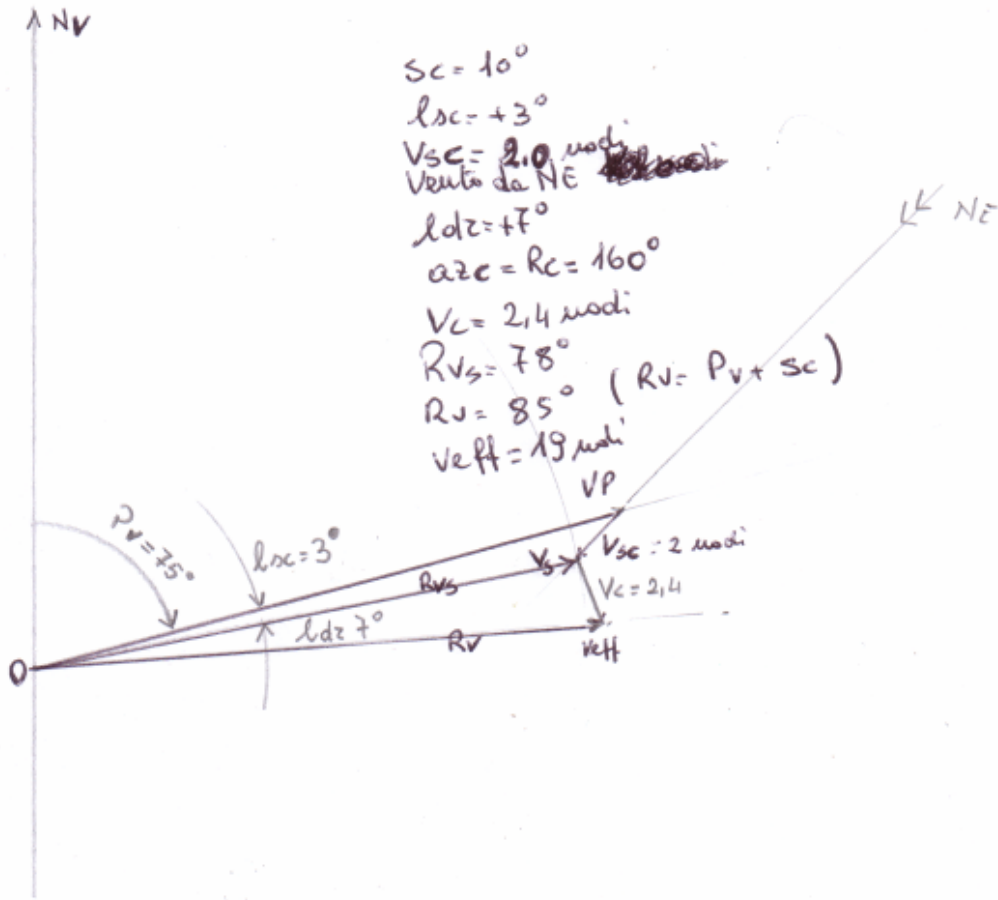 Nv
Sc = 10°
lsc = +3°
Vsc = 2.0 nodi
Vento da NE
ldr = +7°
azc = Rc = 160°
Vc = 2,4 nodi
Rvs = 78°
Rv = 85° (Rv = Pv + Sc)
veff = 19 nodi
NE
VP
Pv = 75°
lsc = 3°
Vs
Vsc = 2 nodi
Rvs
Vc = 2,4
ldr 7°
Rv
veff
O